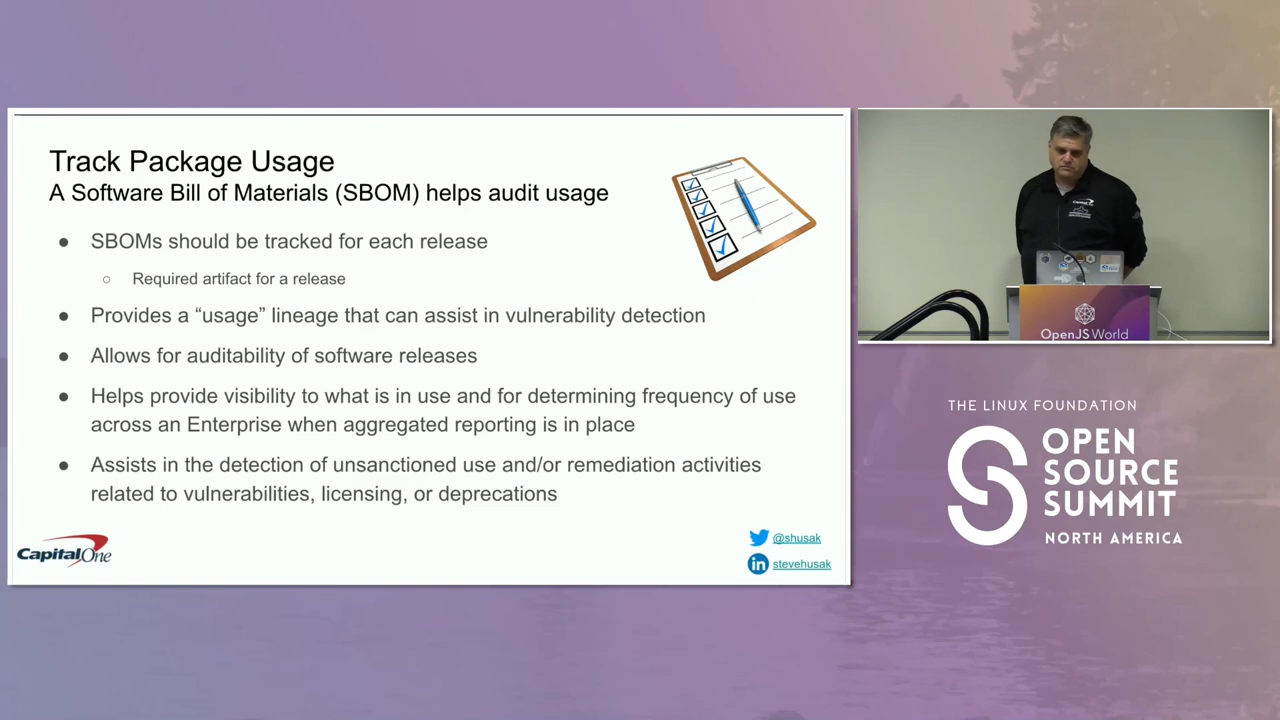 Track Package Usage
A Software Bill of Materials (SBOM) helps audit usage
● SBOMs should be tracked for each release
○ Required artifact for a release
● Provides a “usage” lineage that can assist in vulnerability detection
● Allows for auditability of software releases
● Helps provide visibility to what is in use and for determining frequency of use
across an Enterprise when aggregated reporting is in place
● Assists in the detection of unsanctioned use and/or remediation activities
related to vulnerabilities, licensing, or deprecations
CapitalOne
@shusak
stevehusak
OpenJS World
THE LINUX FOUNDATION
OPEN
SOURCE
SUMMIT
NORTH AMERICA